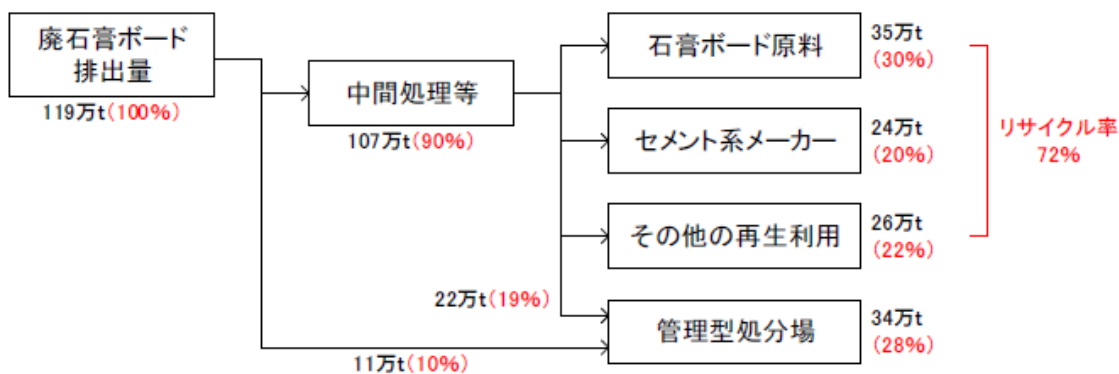 廃石膏ボード
排出量
119万t(100%)
中間処理等
107万t(90%)
石膏ボード原料
35万t
(30%)
セメント系メーカー
24万t
(20%)
その他の再生利用
26万t
(22%)
リサイクル率
72%
22万t(19%)
管理型処分場
34万t
(28%)
11万t(10%)